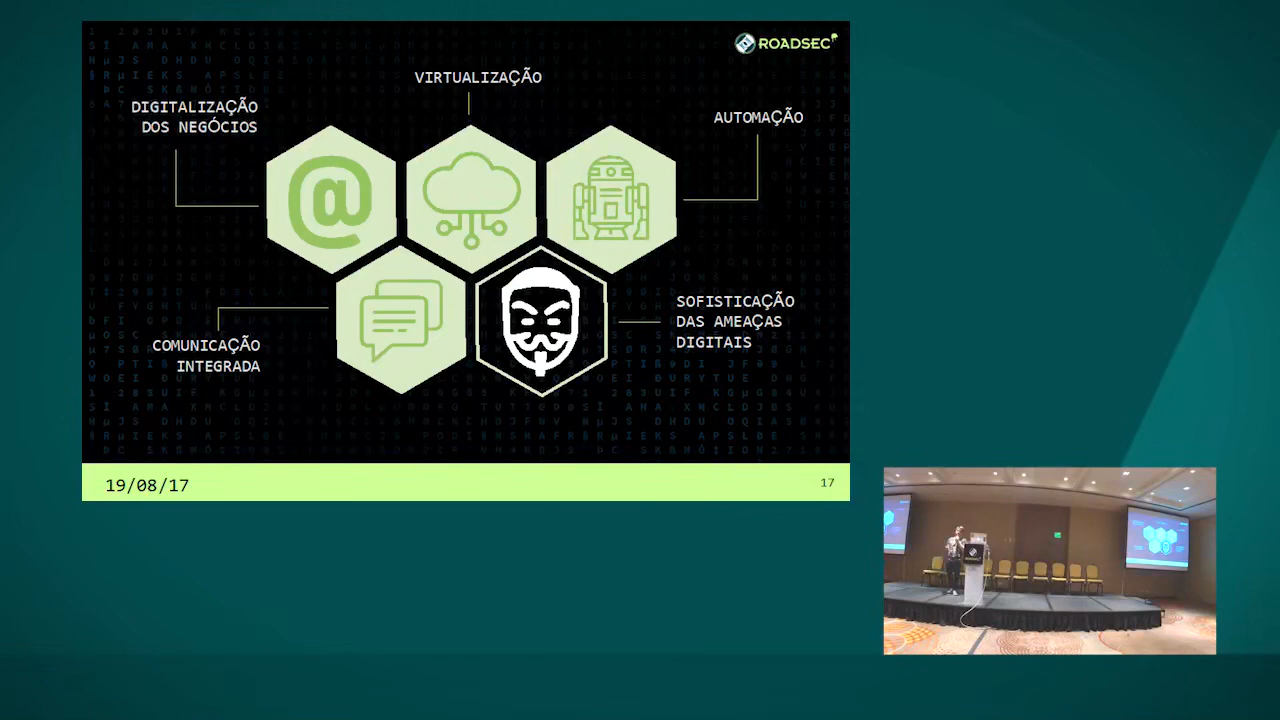 ROADSEC
VIRTUALIZAÇÃO
DIGITALIZAÇÃO
DOS NEGÓCIOS
AUTOMAÇÃO
@
SOFISTICAÇÃO
DAS AMEAÇAS
DIGITAIS
COMUNICAÇÃO
INTEGRADA
19/08/17
17